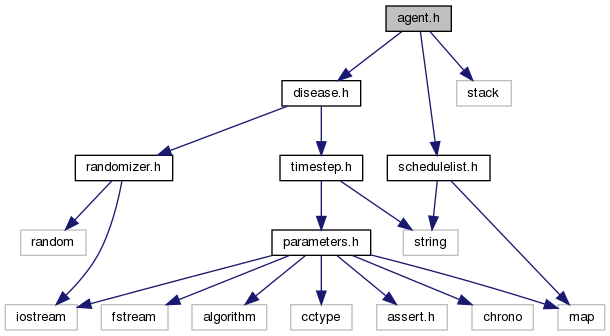 agent.h
disease.h
stack
randomizer.h
timestep.h
schedulelist.h
random
parameters.h
string
iostream
fstream
algorithm
cctype
assert.h
chrono
map